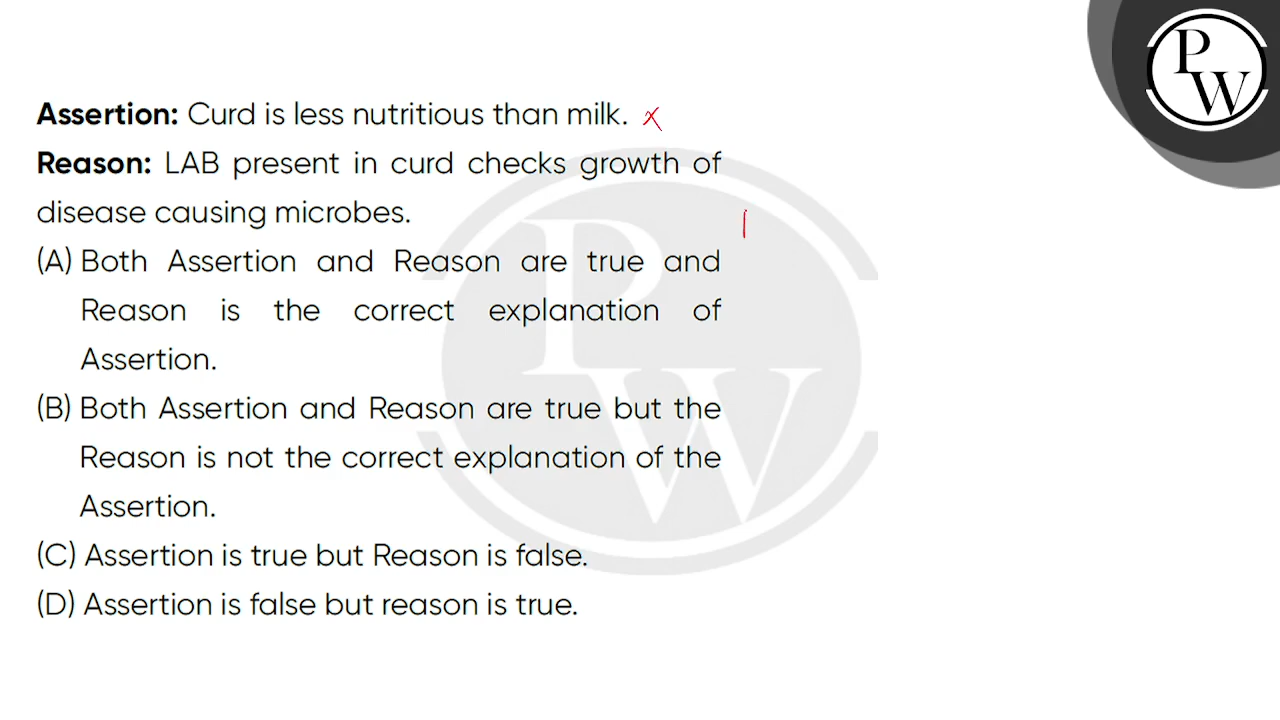 P
W
Assertion: Curd is less nutritious than milk. x
Reason: LAB present in curd checks growth of
disease causing microbes.
(A) Both Assertion and Reason are true and
Reason is the correct explanation of
Assertion.
(B) Both Assertion and Reason are true but the
Reason is not the correct explanation of the
Assertion.
(C) Assertion is true but Reason is false.
(D) Assertion is false but reason is true.
P
W